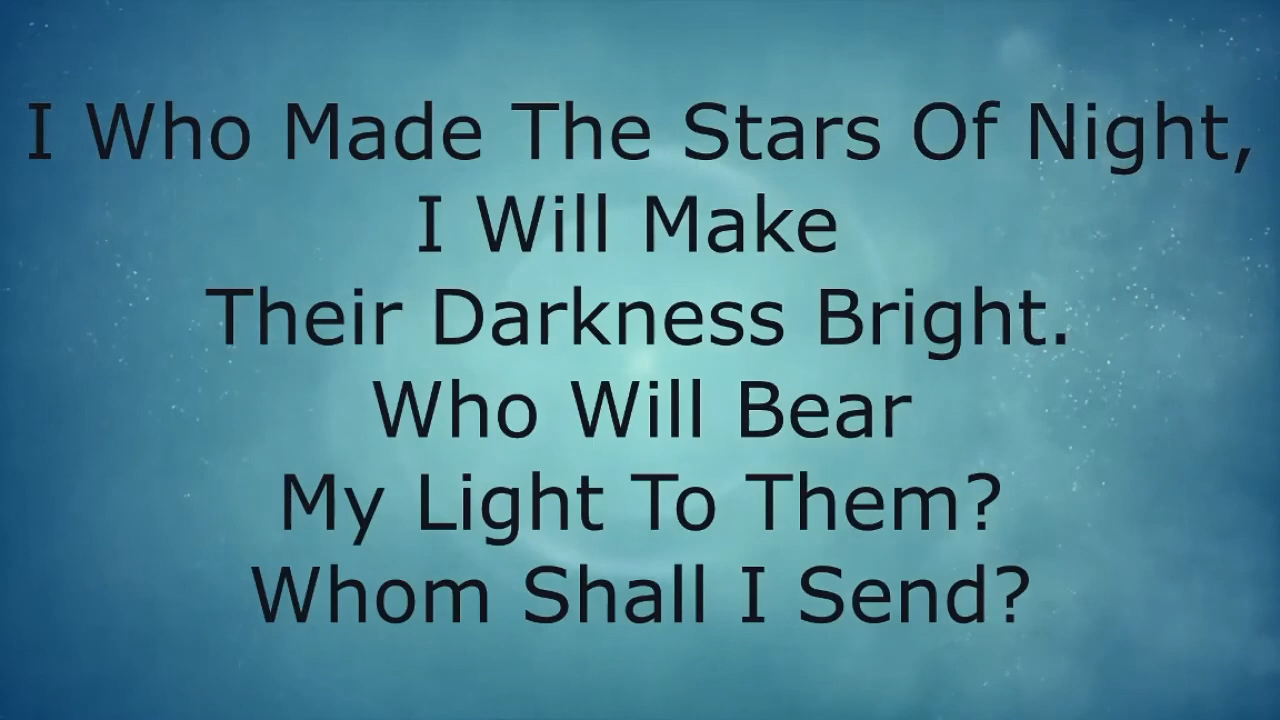 I Who Made The Stars Of Night,
I Will Make
Their Darkness Bright.
Who Will Bear
My Light To Them?
Whom Shall I Send?